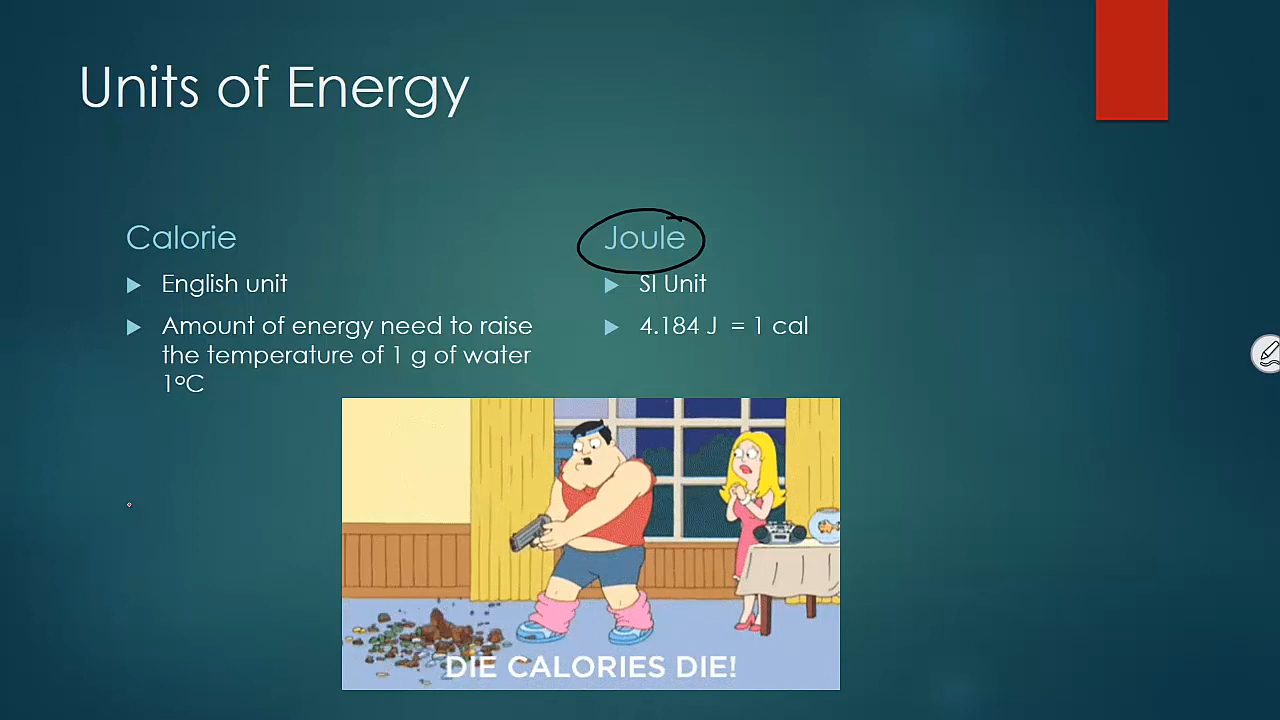 Units of Energy
Calorie
English unit
Amount of energy need to raise
the temperature of 1 g of water
1°C
Joule
SI Unit
4.184 J = 1 cal
DIE CALORIES DIE!